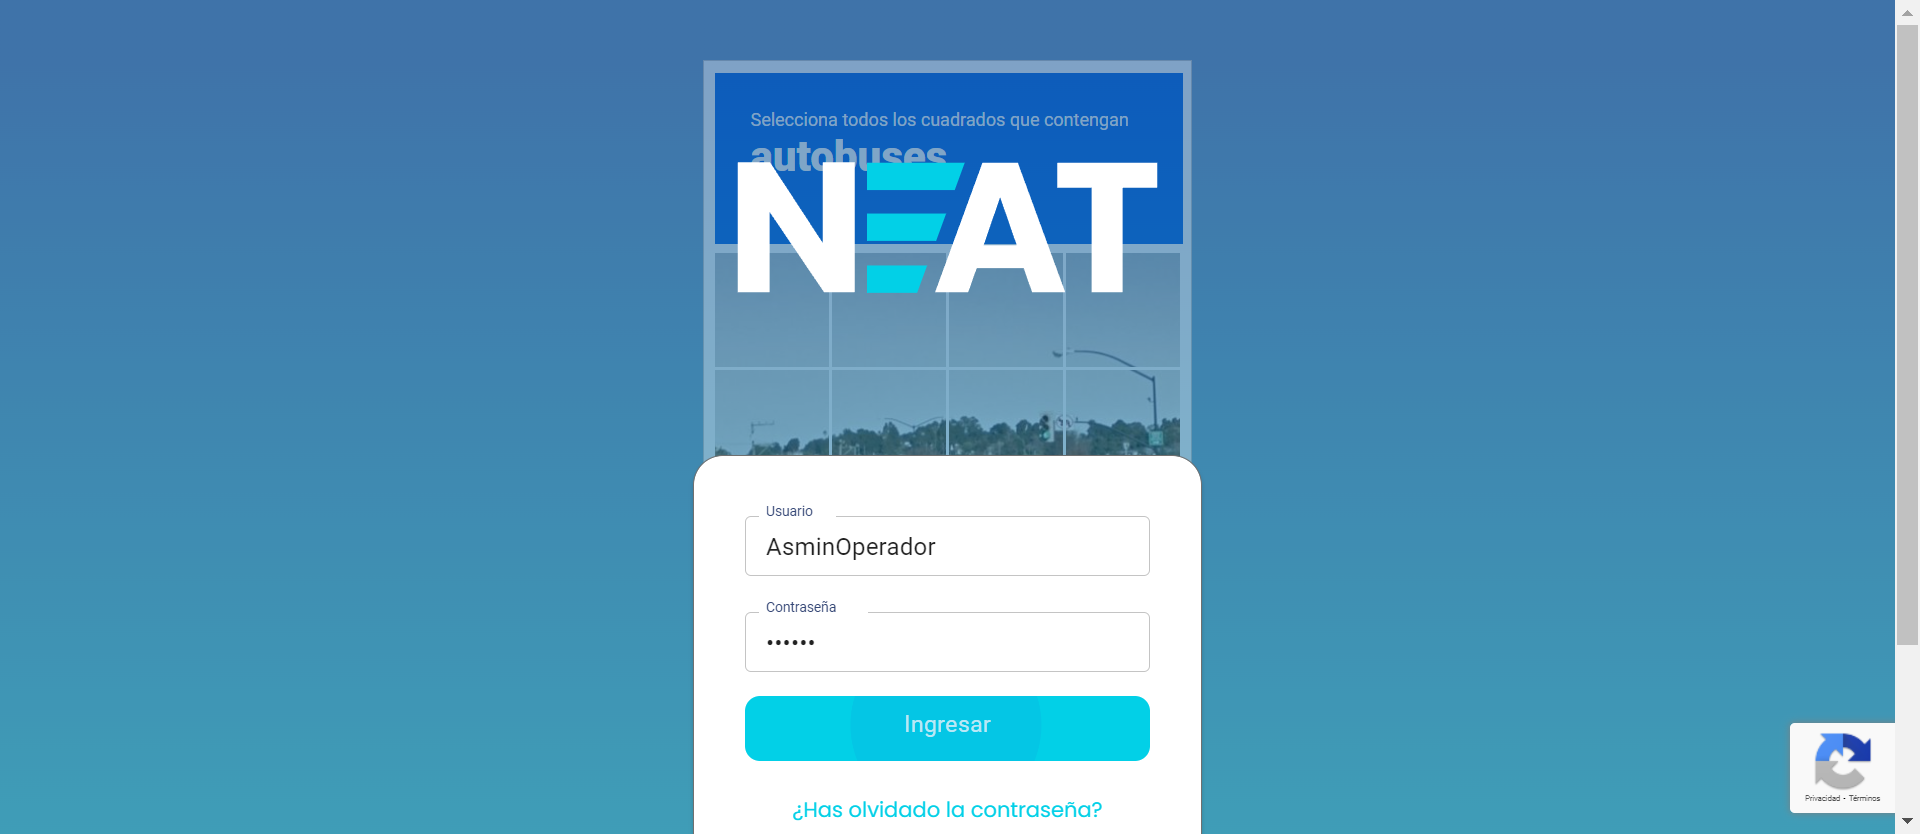 Selecciona todos los cuadrados que contengan
autobuses
NEAT
Usuario
AsminOperador
Contraseña
••••••
Ingresar
¿Has olvidado la contraseña?
Privacidad - Términos